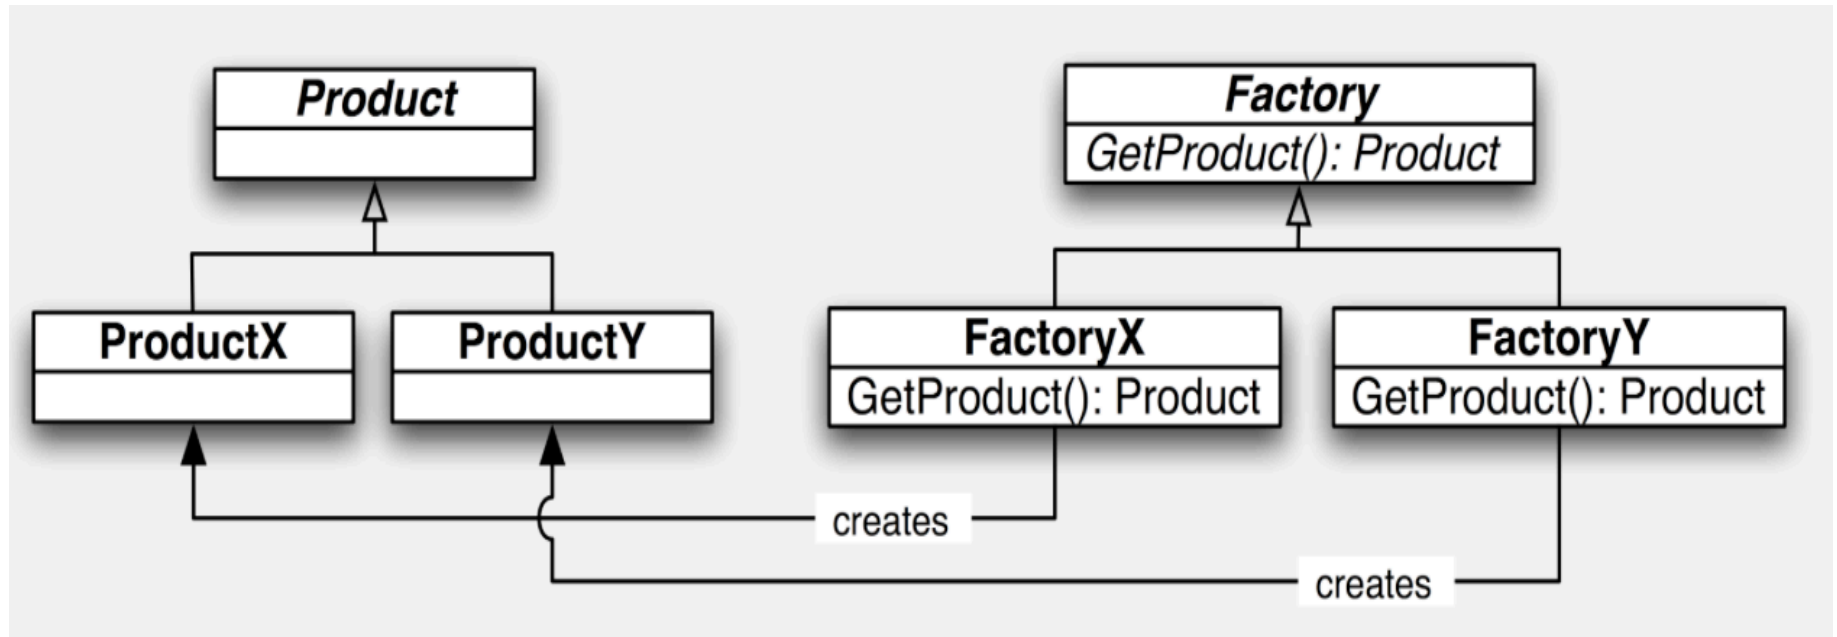 Product
Factory
GetProduct(): Product
ProductX
ProductY
FactoryX
GetProduct(): Product
FactoryY
GetProduct(): Product
creates
creates